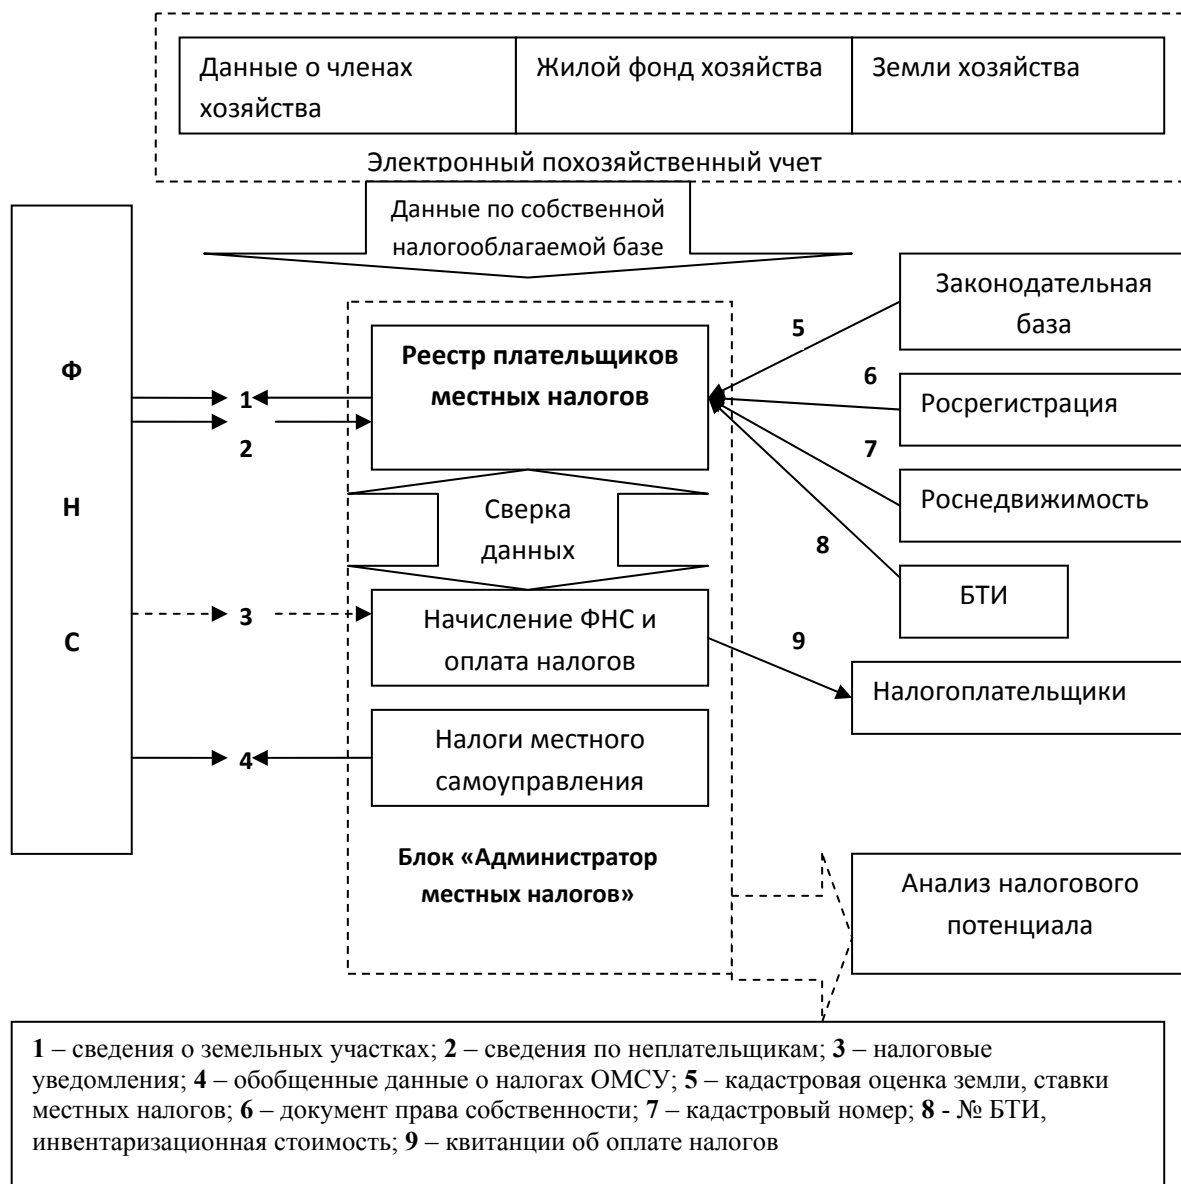 Данные о членах
хозяйства
Жилой фонд хозяйства
Земли хозяйства
Электронный похозяйственный учет
Данные по собственной
налогооблагаемой базе
Ф
Н
С
Реестр плательщиков
местных налогов
Сверка
данных
Начисление ФНС и
оплата налогов
Налоги местного
самоуправления
Блок «Администратор
местных налогов»
1
2
3
4
5
6
7
8
9
Законодательная
база
Росрегистрация
Роснедвижимость
БТИ
Налогоплательщики
Анализ налогового
потенциала
1 – сведения о земельных участках; 2 – сведения по неплательщикам; 3 – налоговые
уведомления; 4 – обобщенные данные о налогах ОМСУ; 5 – кадастровая оценка земли, ставки
местных налогов; 6 – документ права собственности; 7 – кадастровый номер; 8 - № БТИ,
инвентаризационная стоимость; 9 – квитанции об оплате налогов